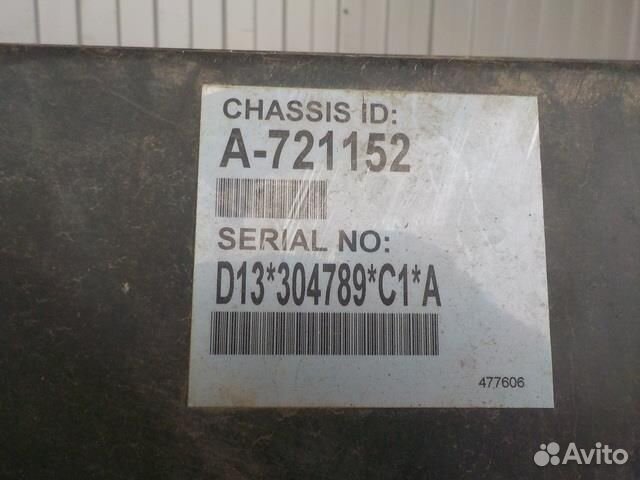 CHASSIS ID:
A-721152
SERIAL NO:
D13*304789*C1*A
477606
Avito